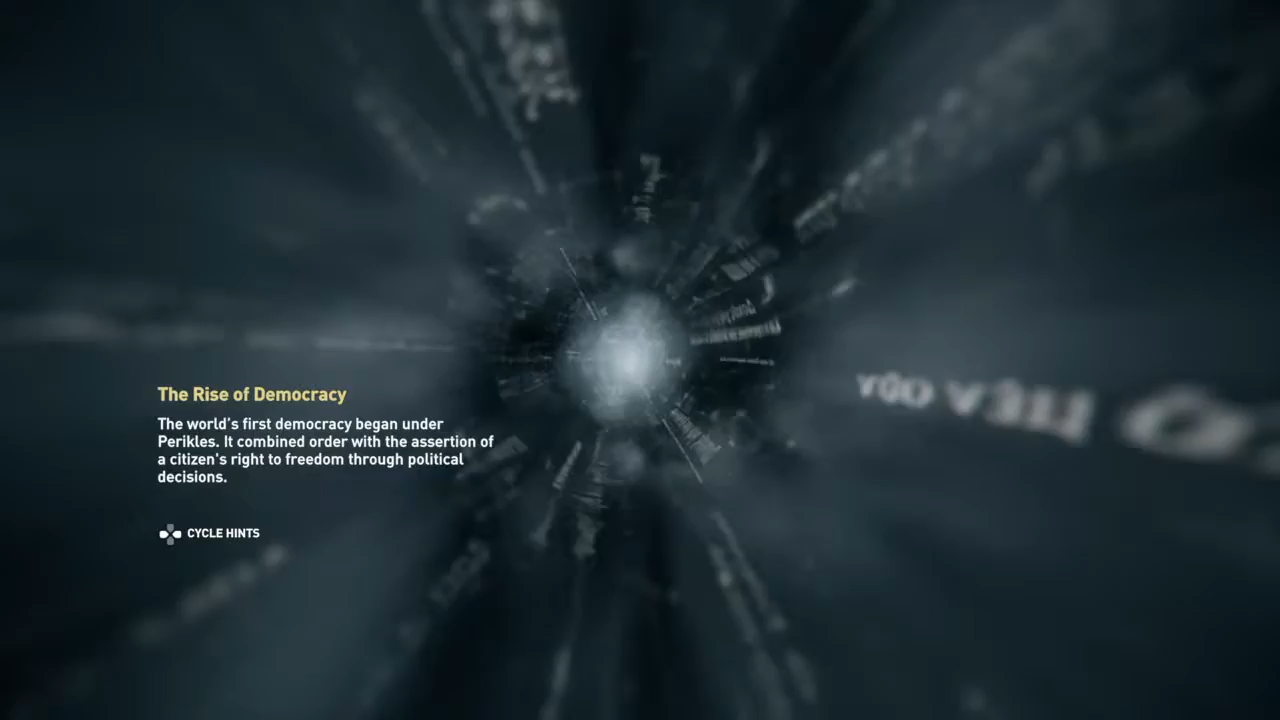 The Rise of Democracy
The world's first democracy began under
Perikles. It combined order with the assertion of
a citizen's right to freedom through political
decisions.
CYCLE HINTS